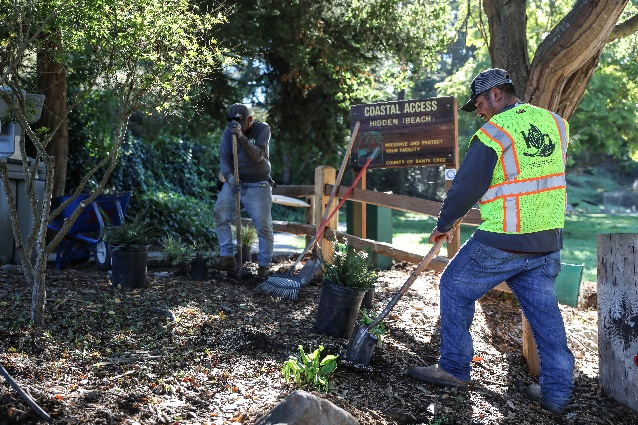 COASTAL ACCESS
HIDDEN BEACH
PRESERVE AND PROTECT
YOUR FACILITY
COUNTY OF SANTA CRUZ